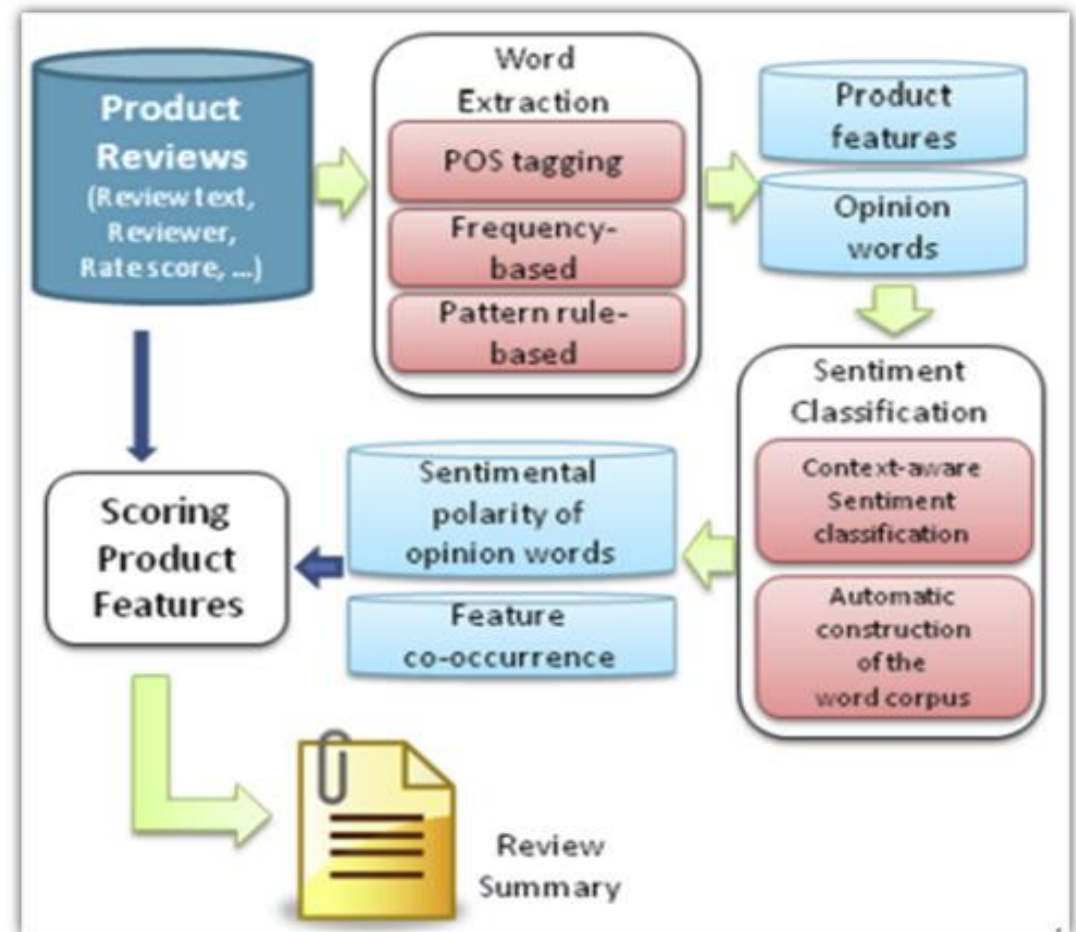 Product
Reviews
(Review text,
Reviewer,
Rate score, ...)
Word
Extraction
POS tagging
Frequency-
based
Pattern rule-
based
Product
features
Opinion
words
Sentiment
Classification
Context-aware
Sentiment
classification
Automatic
construction
of the
word corpus
Sentimental
polarity of
opinion words
Feature
co-occurrence
Scoring
Product
Features
Review
Summary